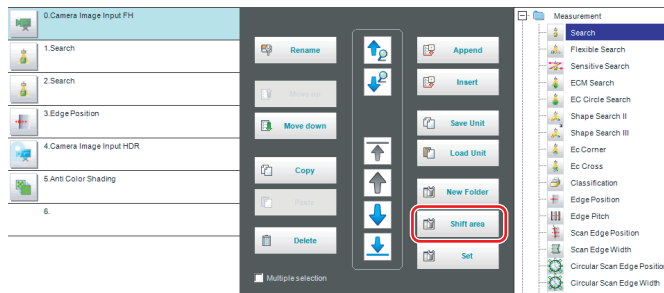 0.Camera Image Input FH
1.Search
2.Search
3.Edge Position
4.Camera Image Input HDR
5.Anti Color Shading
6.
Rename
Move up
Move down
Copy
Paste
Delete
Multiple selection
Append
Insert
Save Unit
Load Unit
New Folder
Shift area
Set
Measurement
Search
Flexible Search
Sensitive Search
ECM Search
EC Circle Search
Shape Search II
Shape Search III
Ec Corner
Ec Cross
Classification
Edge Position
Edge Pitch
Scan Edge Position
Scan Edge Width
Circular Scan Edge Position
Circular Scan Edge Width